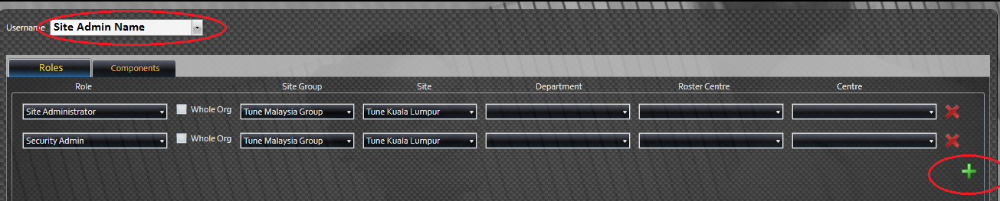 Username Site Admin Name
Roles Components
Role Site Group Site Department Roster Centre Centre
Site Administrator Whole Org Tune Malaysia Group Tune Kuala Lumpur
Security Admin Whole Org Tune Malaysia Group Tune Kuala Lumpur